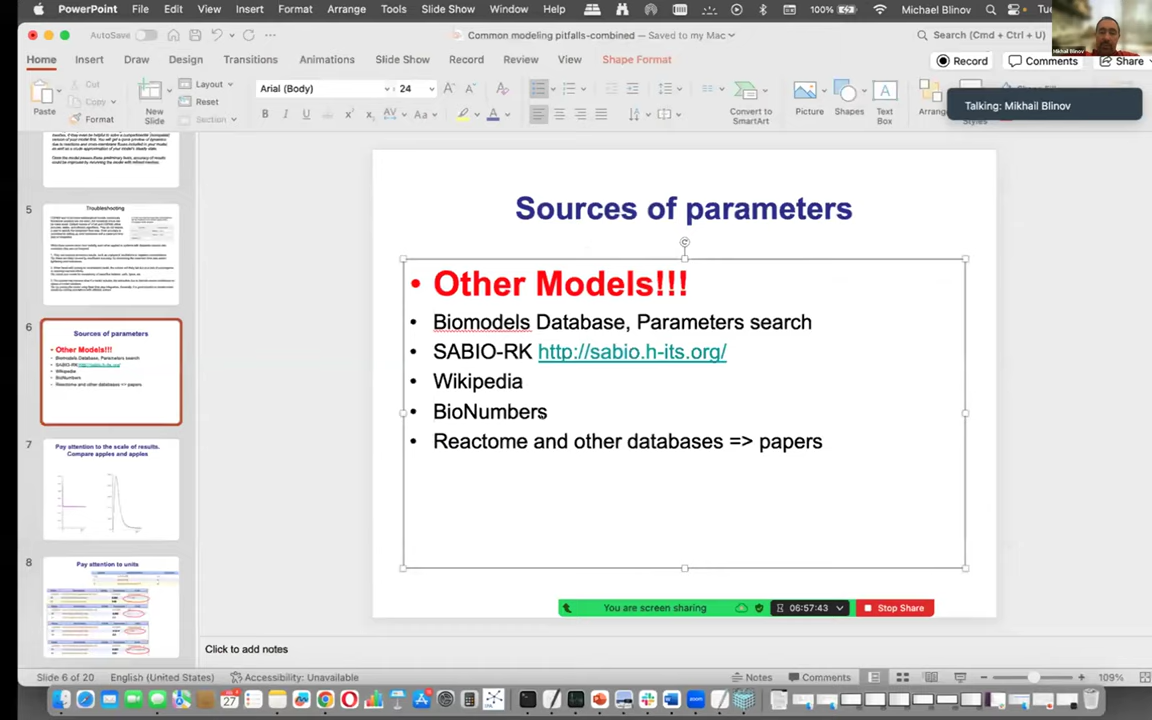 PowerPoint File Edit View Insert Format Arrange Tools Slide Show Window Help 100% Michael Blinov
AutoSave Common modeling pitfalls-combined — Saved to my Mac Search (Cmd + Ctrl + U)
Mikhail Blinov
Home Insert Draw Design Transitions Animations Slide Show Record Review View Shape Format Record Comments Share
Paste Cut Copy Format New Slide Layout Reset Section Arial (Body) 24 Convert to SmartArt Picture Shapes Text Box Arrange
Talking: Mikhail Blinov
5
Troubleshooting
6
Sources of parameters
Other Models!!!
Biomodels Database, Parameters search
SABIO-RK http://sabio.h-its.org/
Wikipedia
BioNumbers
Reactome and other databases => papers
7
Pay attention to the scale of results.
Compare apples and apples
8
Pay attention to units
Sources of parameters
• Other Models!!!
• Biomodels Database, Parameters search
• SABIO-RK http://sabio.h-its.org/
• Wikipedia
• BioNumbers
• Reactome and other databases => papers
You are screen sharing 06:57:43 Stop Share
Click to add notes
Slide 6 of 20 English (United States) Accessibility: Unavailable Notes Comments 109%
27
zoom